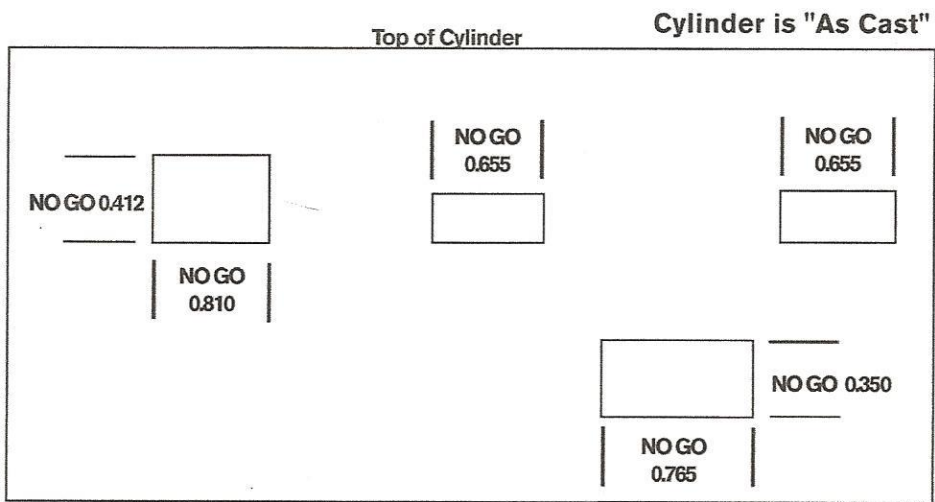 Cylinder is "As Cast"
Top of Cylinder
NO GO
0.655
NO GO
0.655
NO GO 0.412
NO GO
0.810
NO GO 0.350
NO GO
0.765